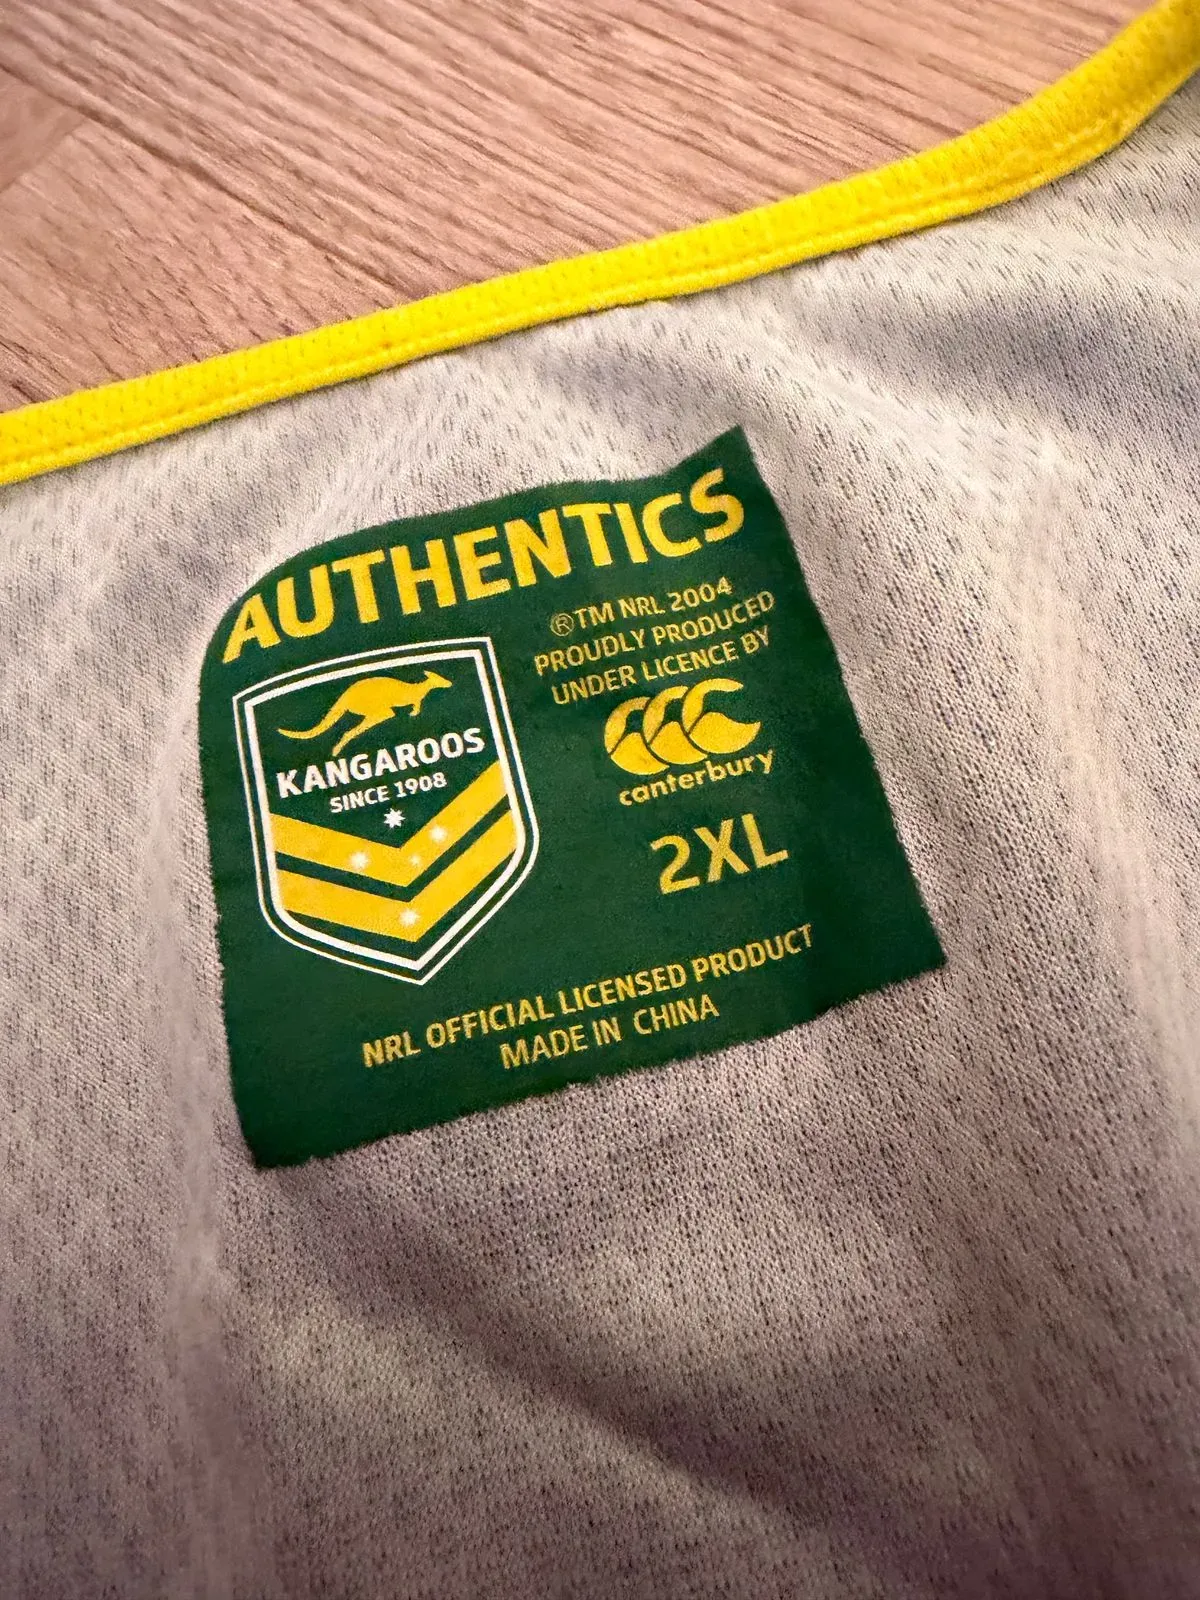 AUTHENTICS
®TM NRL 2004
PROUDLY PRODUCED
UNDER LICENCE BY
canterbury
KANGAROOS
SINCE 1908
2XL
NRL OFFICIAL LICENSED PRODUCT
MADE IN CHINA